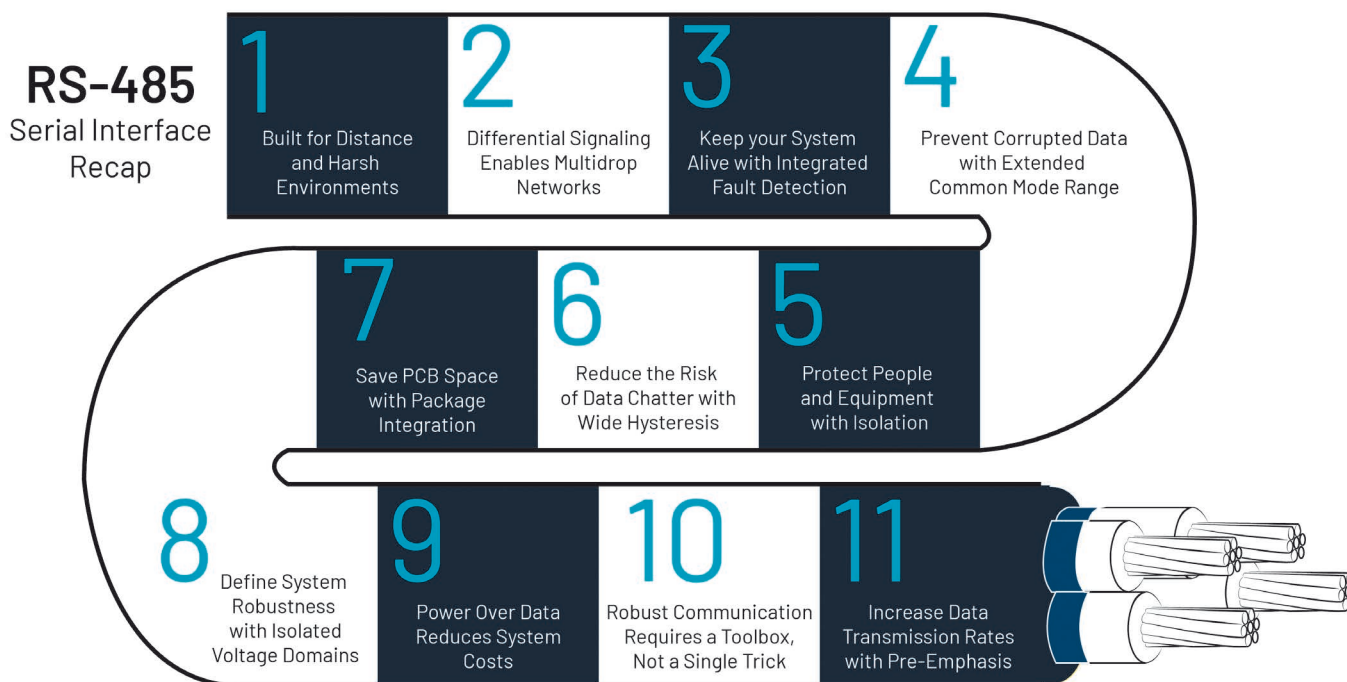 RS-485
Serial Interface
Recap
1
Built for Distance
and Harsh
Environments
2
Differential Signaling
Enables Multidrop
Networks
3
Keep your System
Alive with Integrated
Fault Detection
4
Prevent Corrupted Data
with Extended
Common Mode Range
5
Protect People
and Equipment
with Isolation
6
Reduce the Risk
of Data Chatter with
Wide Hysteresis
7
Save PCB Space
with Package
Integration
8
Define System
Robustness
with Isolated
Voltage Domains
9
Power Over Data
Reduces System
Costs
10
Robust Communication
Requires a Toolbox,
Not a Single Trick
11
Increase Data
Transmission Rates
with Pre-Emphasis